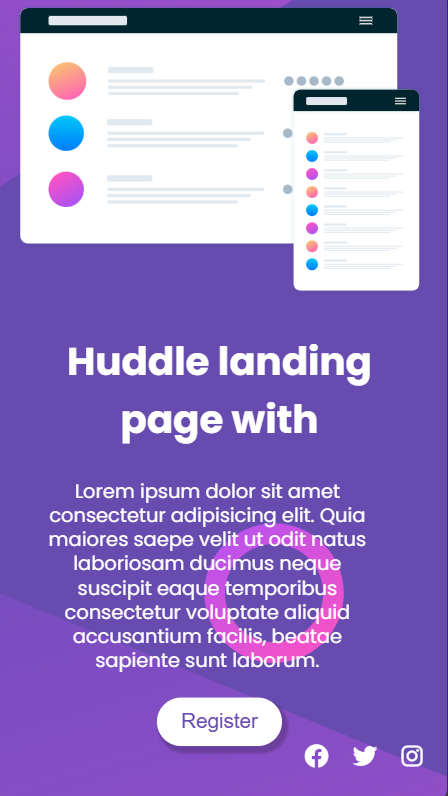 Huddle landing
page with
Lorem ipsum dolor sit amet
consectetur adipisicing elit. Quia
maiores saepe velit ut odit natus
laboriosam ducimus neque
suscipit eaque temporibus
consectetur voluptate aliquid
accusantium facilis, beatae
sapiente sunt laborum.
Register